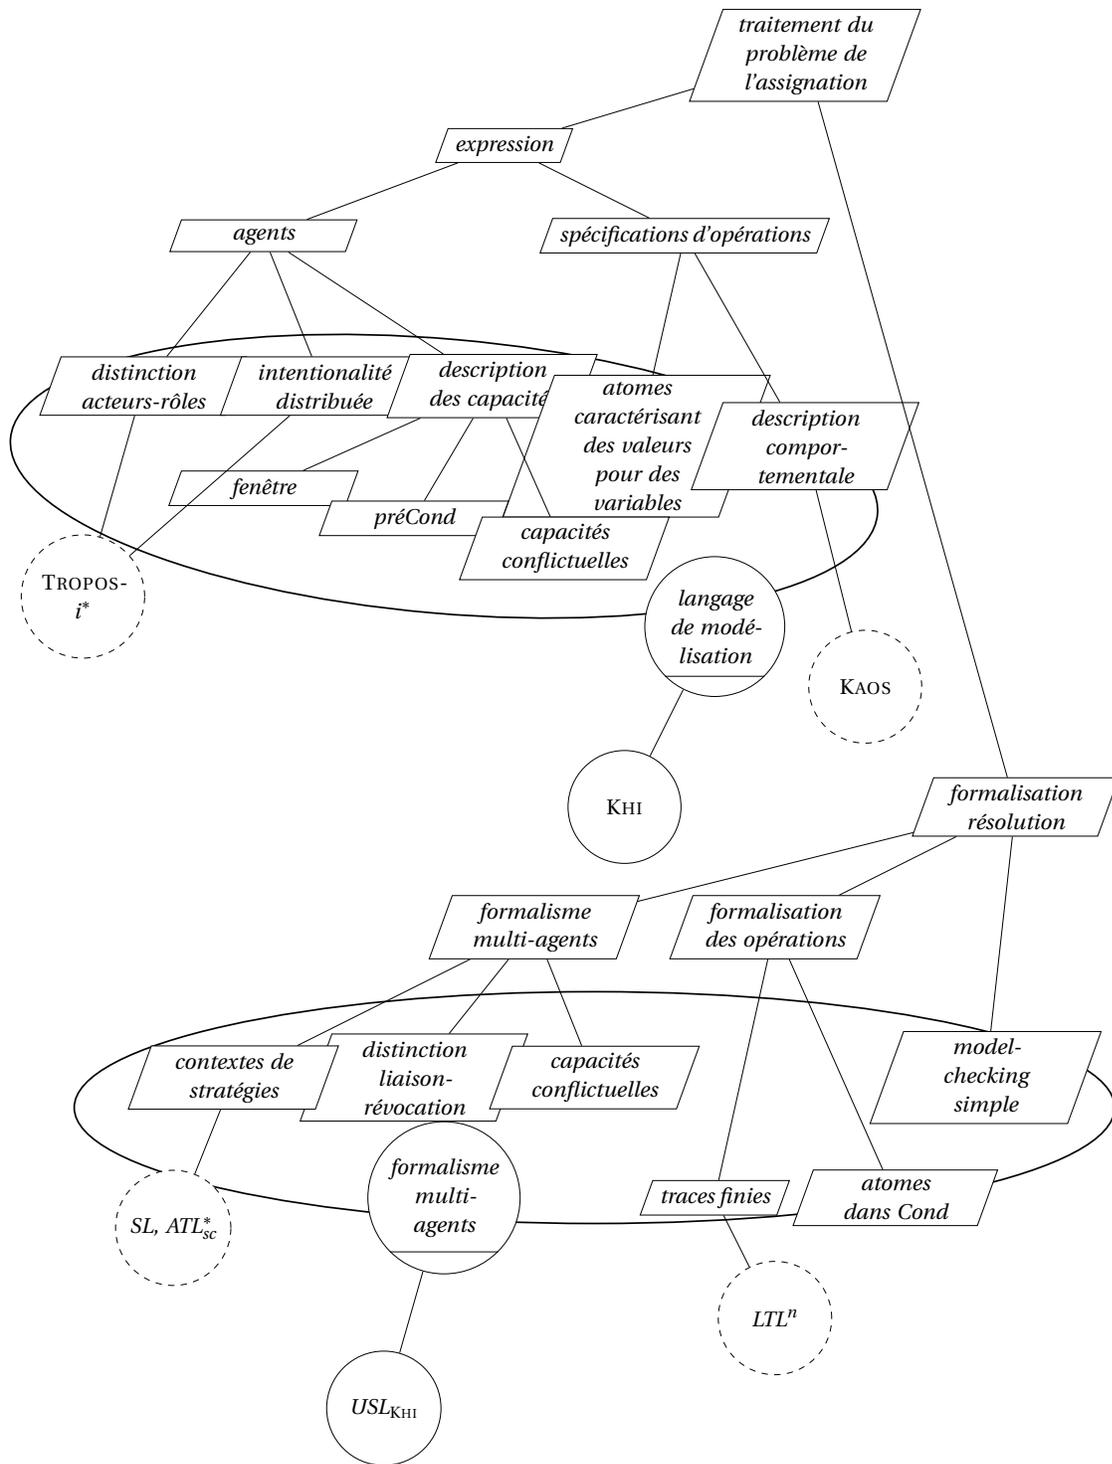 traitement du
problème de
l'assignation
expression
agents
spécifications d'opérations
distinction
acteurs-rôles
intentionalité
distribuée
description
des capacité
atomes
caractérisant
des valeurs
pour des
variables
description
compor-
tementale
fenêtre
préCond
capacités
conflictuelles
TROPOS-
i*
langage
de modé-
lisation
KAOS
KHI
formalisation
résolution
formalisme
multi-agents
formalisation
des opérations
contextes de
stratégies
distinction
liaison-
révocation
capacités
conflictuelles
model-
checking
simple
formalisme
multi-
agents
traces finies
atomes
dans Cond
SL, ATL*sc
LTLⁿ
USL_KHI